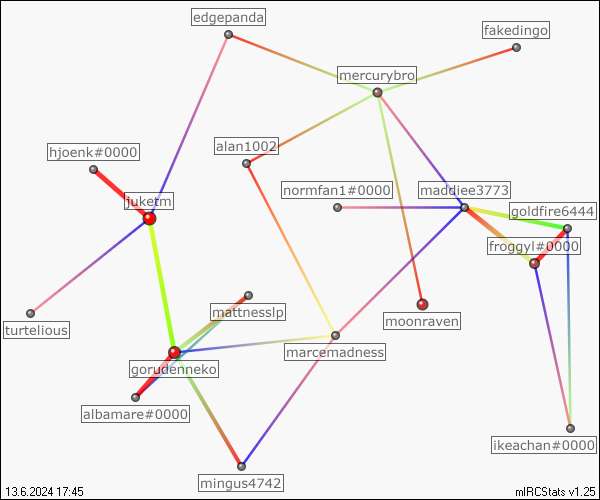 edgepanda
fakedingo
mercurybro
alan1002
hjoenk#0000
normfan1#0000
maddiee3773
juketm
goldfire6444
froggyl#0000
mattnesslp
moonraven
turtelious
marcemadness
gorudenneko
albamare#0000
ikeachan#0000
mingus4742
13.6.2024 17:45
mIRCStats v1.25